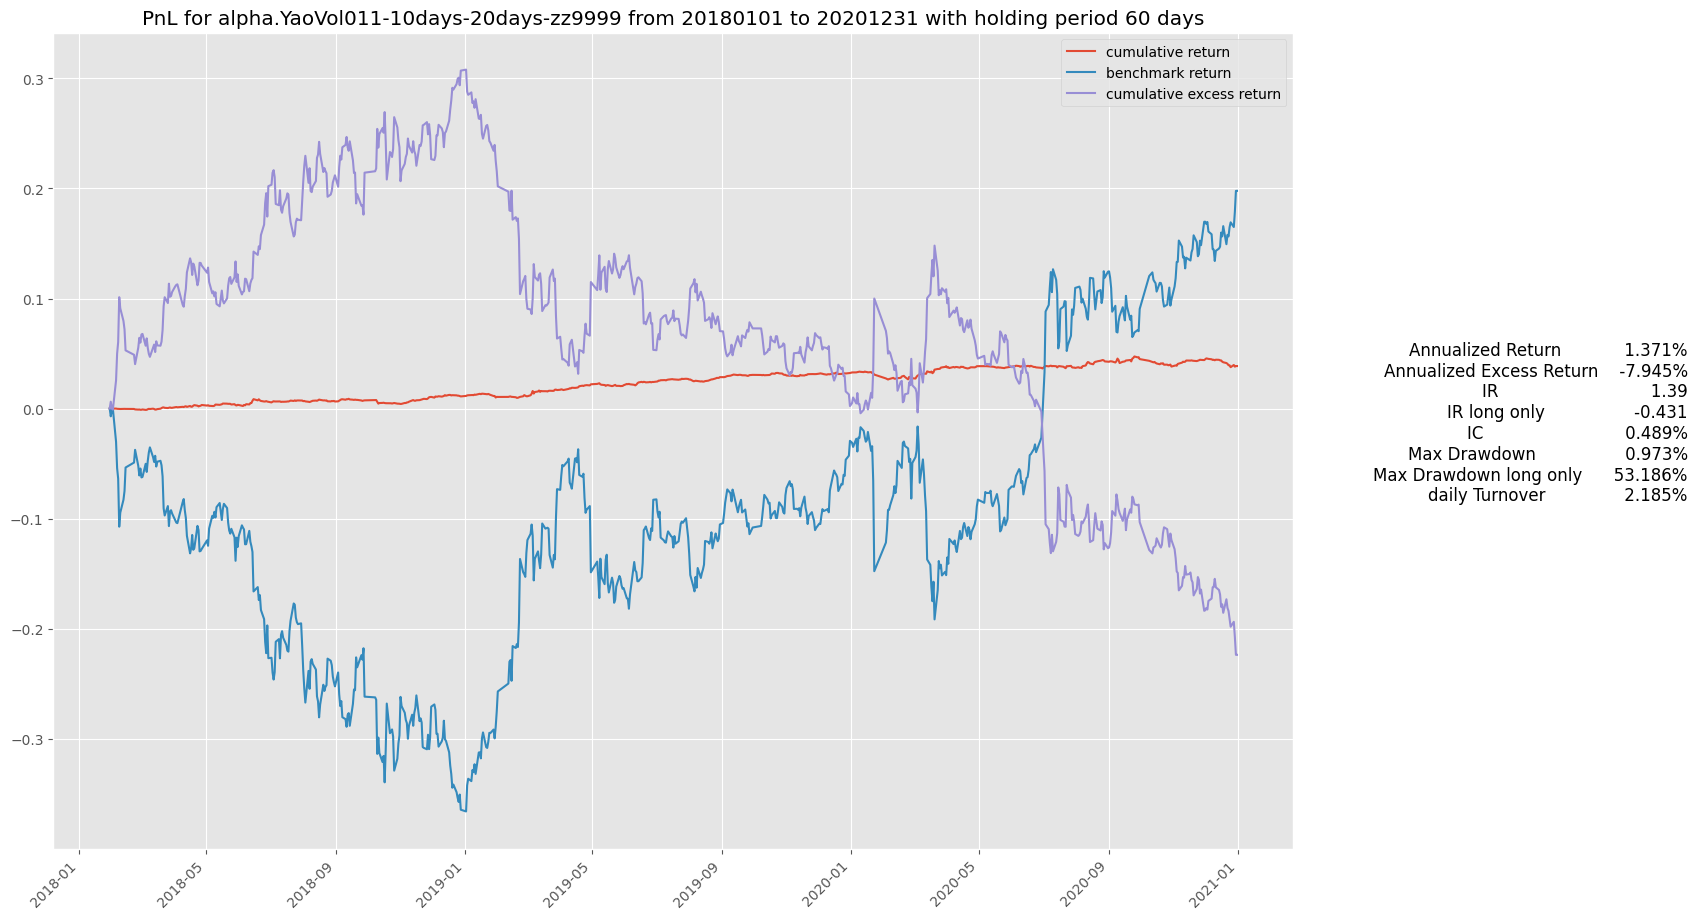 PnL for alpha.YaoVol011-10days-20days-zz9999 from 20180101 to 20201231 with holding period 60 days
cumulative return
benchmark return
cumulative excess return
0.3
0.2
0.1
0.0
−0.1
−0.2
−0.3
2018-01
2018-05
2018-09
2019-01
2019-05
2019-09
2020-01
2020-05
2020-09
2021-01
Annualized Return 1.371%
Annualized Excess Return -7.945%
IR 1.39
IR long only -0.431
IC 0.489%
Max Drawdown 0.973%
Max Drawdown long only 53.186%
daily Turnover 2.185%